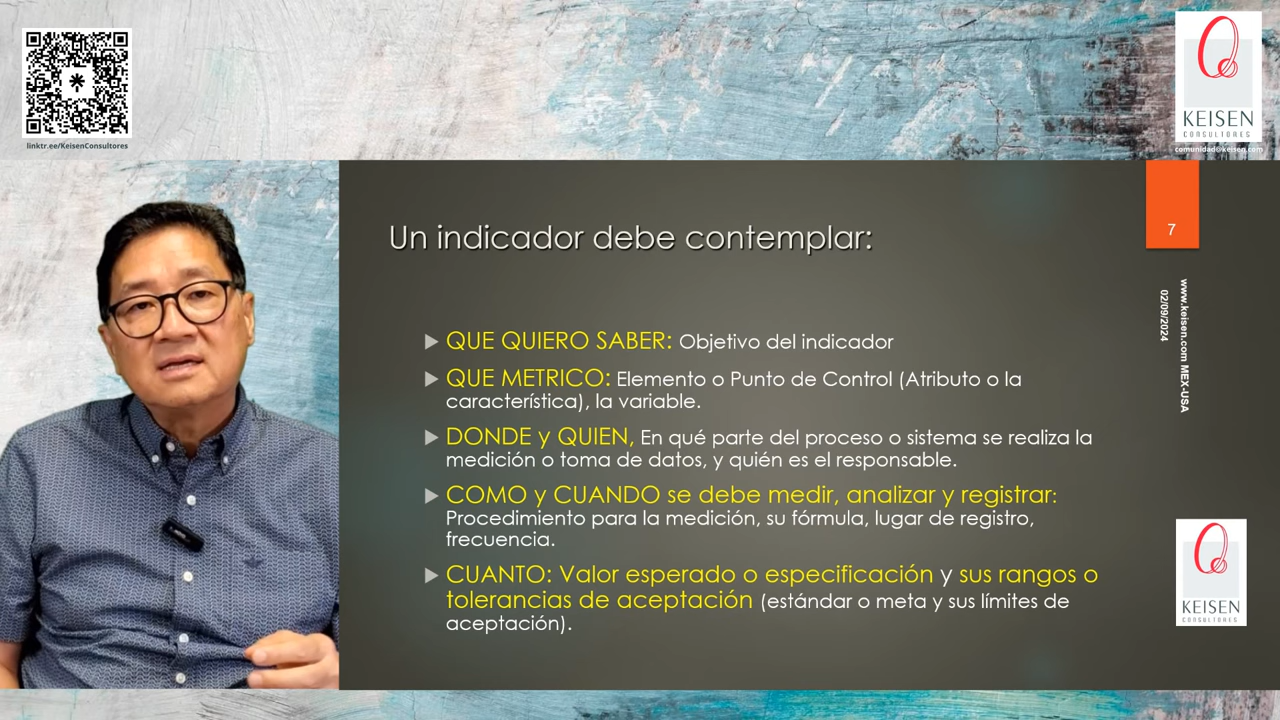 linktr.ee/KeisenConsultores
KEISEN
CONSULTORES
comunidad@keisen.com
7
www.keisen.com MEX-USA
02/09/2024
Un indicador debe contemplar:
QUE QUIERO SABER: Objetivo del indicador
QUE METRICO: Elemento o Punto de Control (Atributo o la
característica), la variable.
DONDE y QUIEN, En qué parte del proceso o sistema se realiza la
medición o toma de datos, y quién es el responsable.
COMO y CUANDO se debe medir, analizar y registrar:
Procedimiento para la medición, su fórmula, lugar de registro,
frecuencia.
CUANTO: Valor esperado o especificación y sus rangos o
tolerancias de aceptación (estándar o meta y sus límites de
aceptación).
KEISEN
CONSULTORES